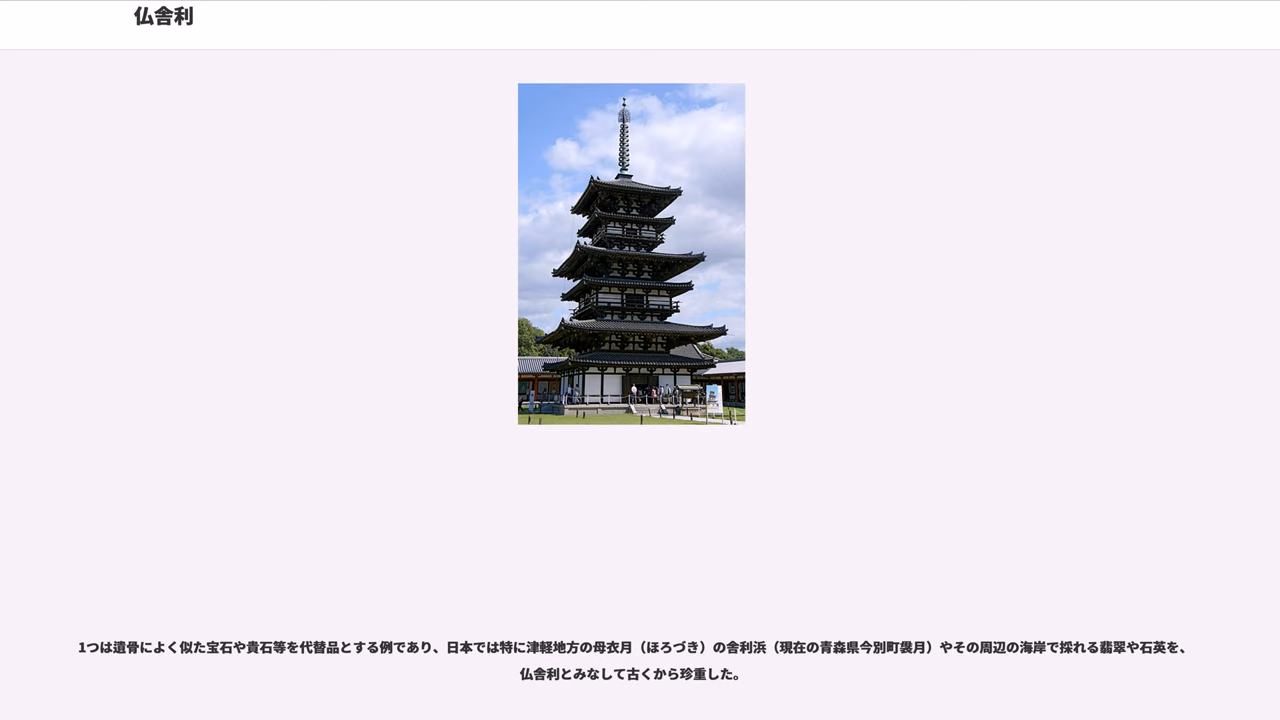 仏舎利
1つは遺骨によく似た宝石や貴石等を代替品とする例であり、日本では特に津軽地方の母衣月（ほろづき）の舎利浜（現在の青森県今別町袰月）やその周辺の海岸で採れる翡翠や石英を、
仏舎利とみなして古くから珍重した。